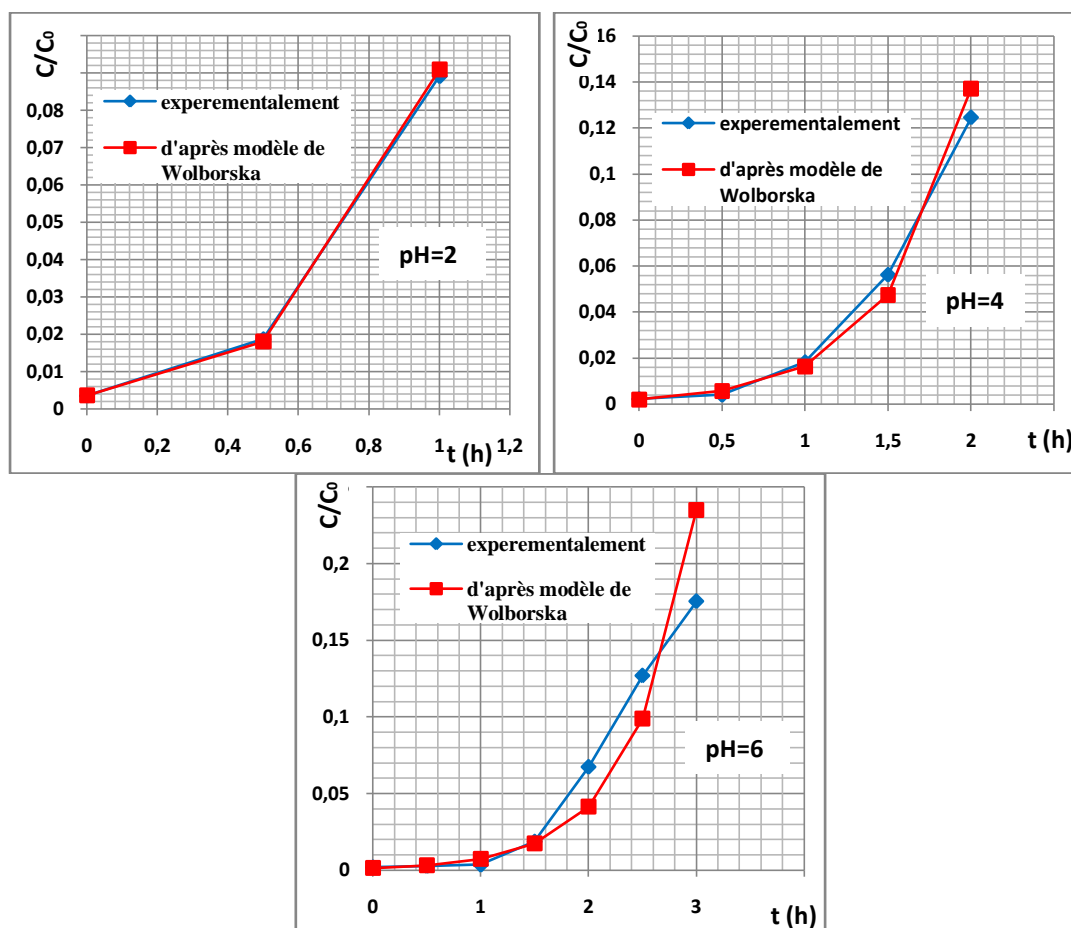 C/C₀
0,08
0,07
0,06
0,05
0,04
0,03
0,02
0,01
0
0 0,2 0,4 0,6 0,8 1 1,2
t (h)
experementalement
d'après modèle de
Wolborska
pH=2
C/C₀
16
0,14
0,12
0,1
0,08
0,06
0,04
0,02
0
0 0,5 1 1,5 2
t (h)
experementalement
d'après modèle de
Wolborska
pH=4
C/C₀
0,2
0,15
0,1
0,05
0
0 1 2 3
t (h)
experementalement
d'après modèle de
Wolborska
pH=6